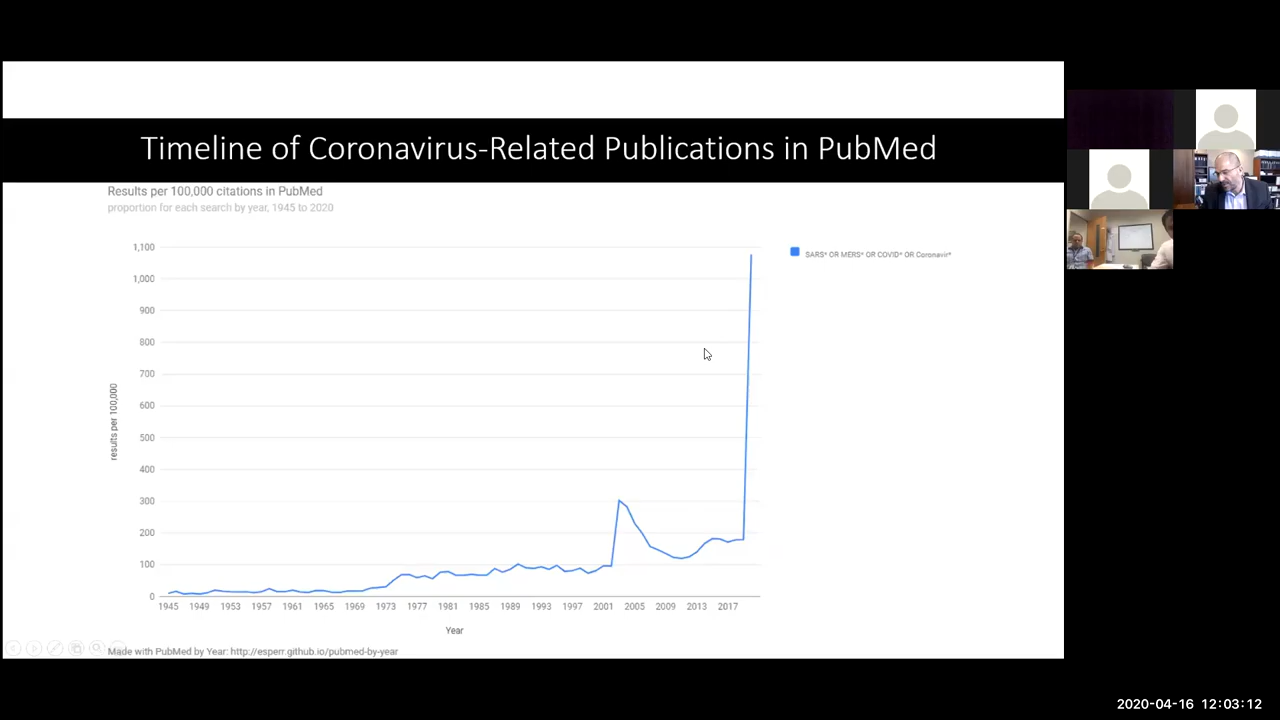 Timeline of Coronavirus-Related Publications in PubMed
Results per 100,000 citations in PubMed
proportion for each search by year, 1945 to 2020
1,100
1,000
900
800
700
600
500
400
300
200
100
0
results per 100,000
SARS* OR MERS* OR COVID* OR Coronavir*
1945 1949 1953 1957 1961 1965 1969 1973 1977 1981 1985 1989 1993 1997 2001 2005 2009 2013 2017
Year
Made with PubMed by Year: http://esperr.github.io/pubmed-by-year
2020-04-16 12:03:12